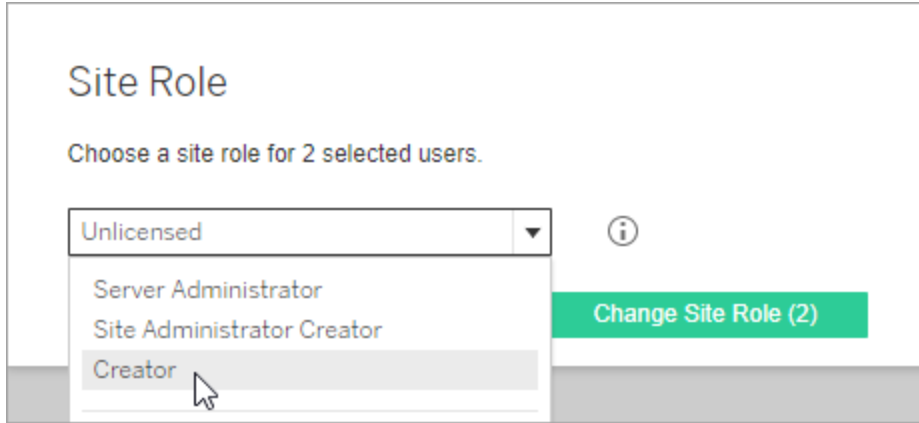 Site Role
Choose a site role for 2 selected users.
Unlicensed
Server Administrator
Site Administrator Creator
Change Site Role (2)
Creator